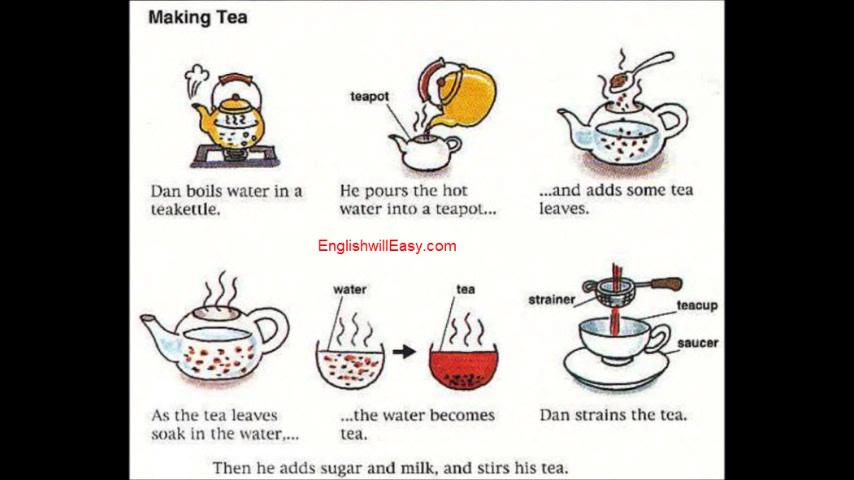 Making Tea
teapot
Dan boils water in a
teakettle.
He pours the hot
water into a teapot...
...and adds some tea
leaves.
EnglishwillEasy.com
water
tea
strainer
teacup
saucer
As the tea leaves
soak in the water,...
...the water becomes
tea.
Dan strains the tea.
Then he adds sugar and milk, and stirs his tea.